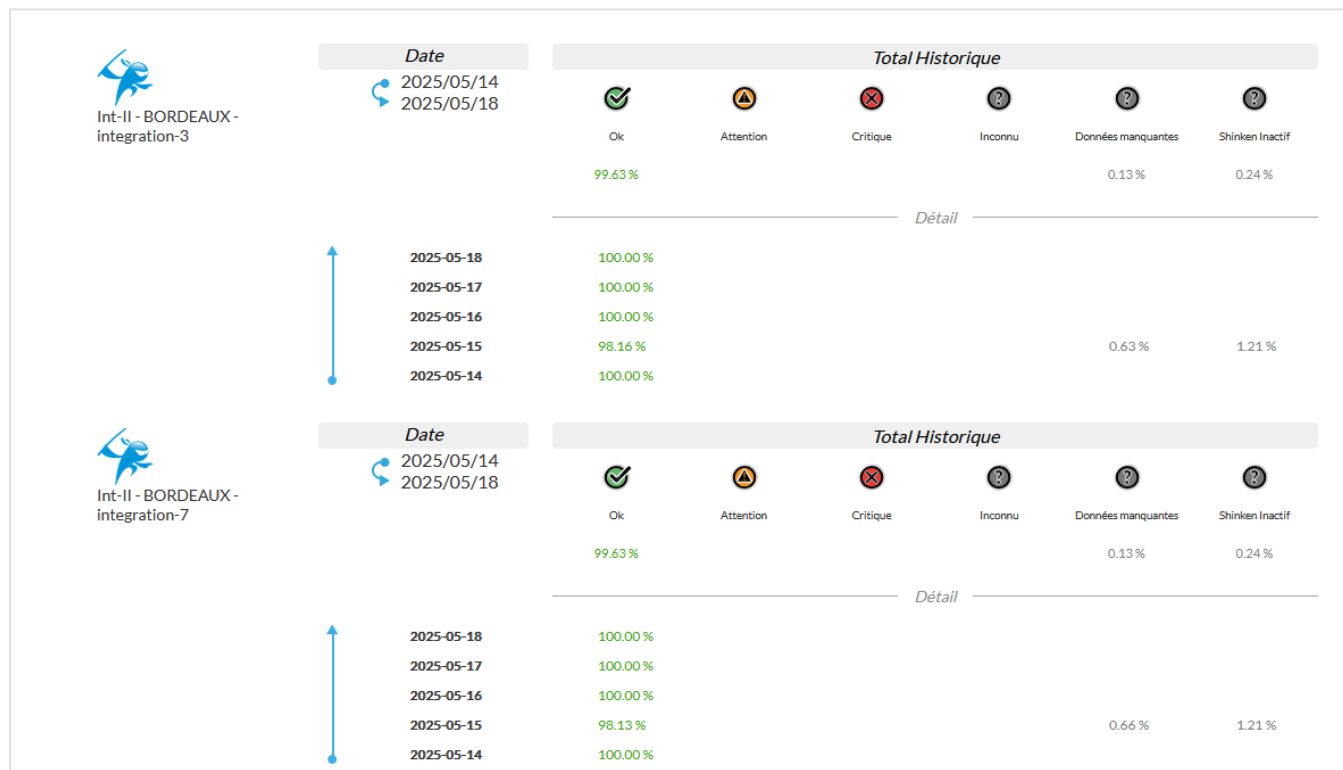 Date
Total Historique
2025/05/14
2025/05/18
Int-II - BORDEAUX -
integration-3
Ok Attention Critique Inconnu Données manquantes Shinken Inactif
99.63 % 0.13 % 0.24 %
Détail
2025-05-18 100.00 %
2025-05-17 100.00 %
2025-05-16 100.00 %
2025-05-15 98.16 % 0.63 % 1.21 %
2025-05-14 100.00 %
Date
Total Historique
2025/05/14
2025/05/18
Int-II - BORDEAUX -
integration-7
Ok Attention Critique Inconnu Données manquantes Shinken Inactif
99.63 % 0.13 % 0.24 %
Détail
2025-05-18 100.00 %
2025-05-17 100.00 %
2025-05-16 100.00 %
2025-05-15 98.13 % 0.66 % 1.21 %
2025-05-14 100.00 %